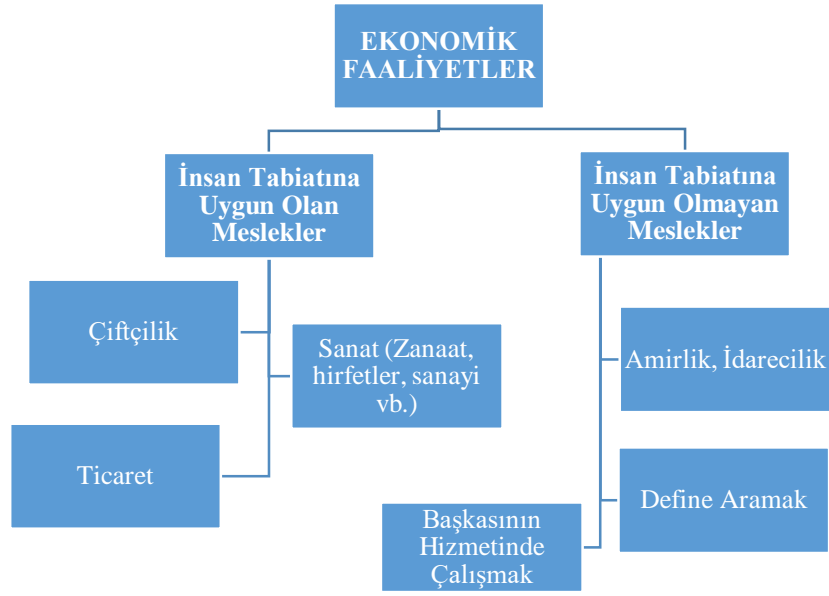 EKONOMİK
FAALİYETLER
İnsan Tabiatına
Uygun Olan
Meslekler
İnsan Tabiatına
Uygun Olmayan
Meslekler
Çiftçilik
Sanat (Zanaat,
hirfetler, sanayi
vb.)
Ticaret
Amirlik, İdarecilik
Define Aramak
Başkasının
Hizmetinde
Çalışmak